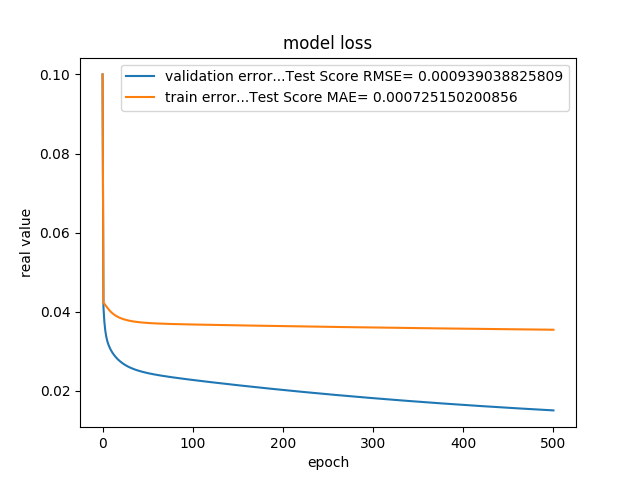 model loss
validation error...Test Score RMSE= 0.000939038825809
train error...Test Score MAE= 0.000725150200856
real value
0.10
0.08
0.06
0.04
0.02
0 100 200 300 400 500
epoch